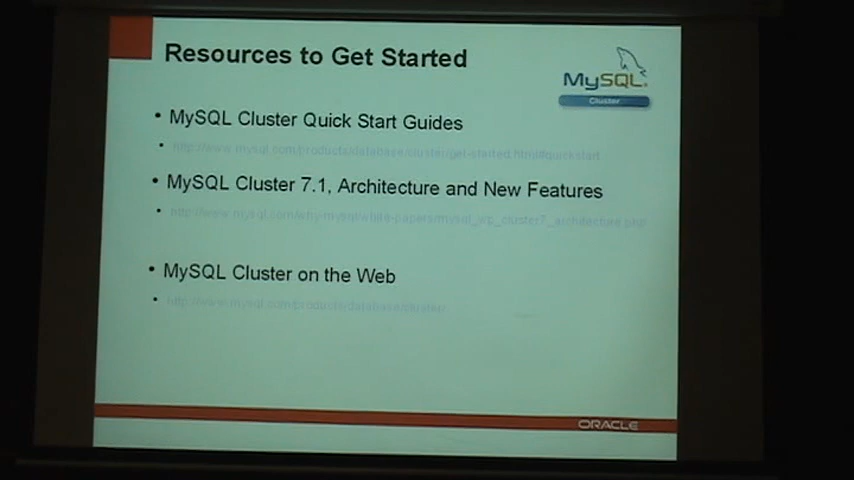 Resources to Get Started
MySQL®
Cluster
• MySQL Cluster Quick Start Guides
• http://www.mysql.com/products/database/cluster/get-started.html#quickstart
• MySQL Cluster 7.1, Architecture and New Features
• http://www.mysql.com/why-mysql/white-papers/mysql_wp_cluster7_architecture.php
• MySQL Cluster on the Web
• http://www.mysql.com/products/database/cluster/
ORACLE